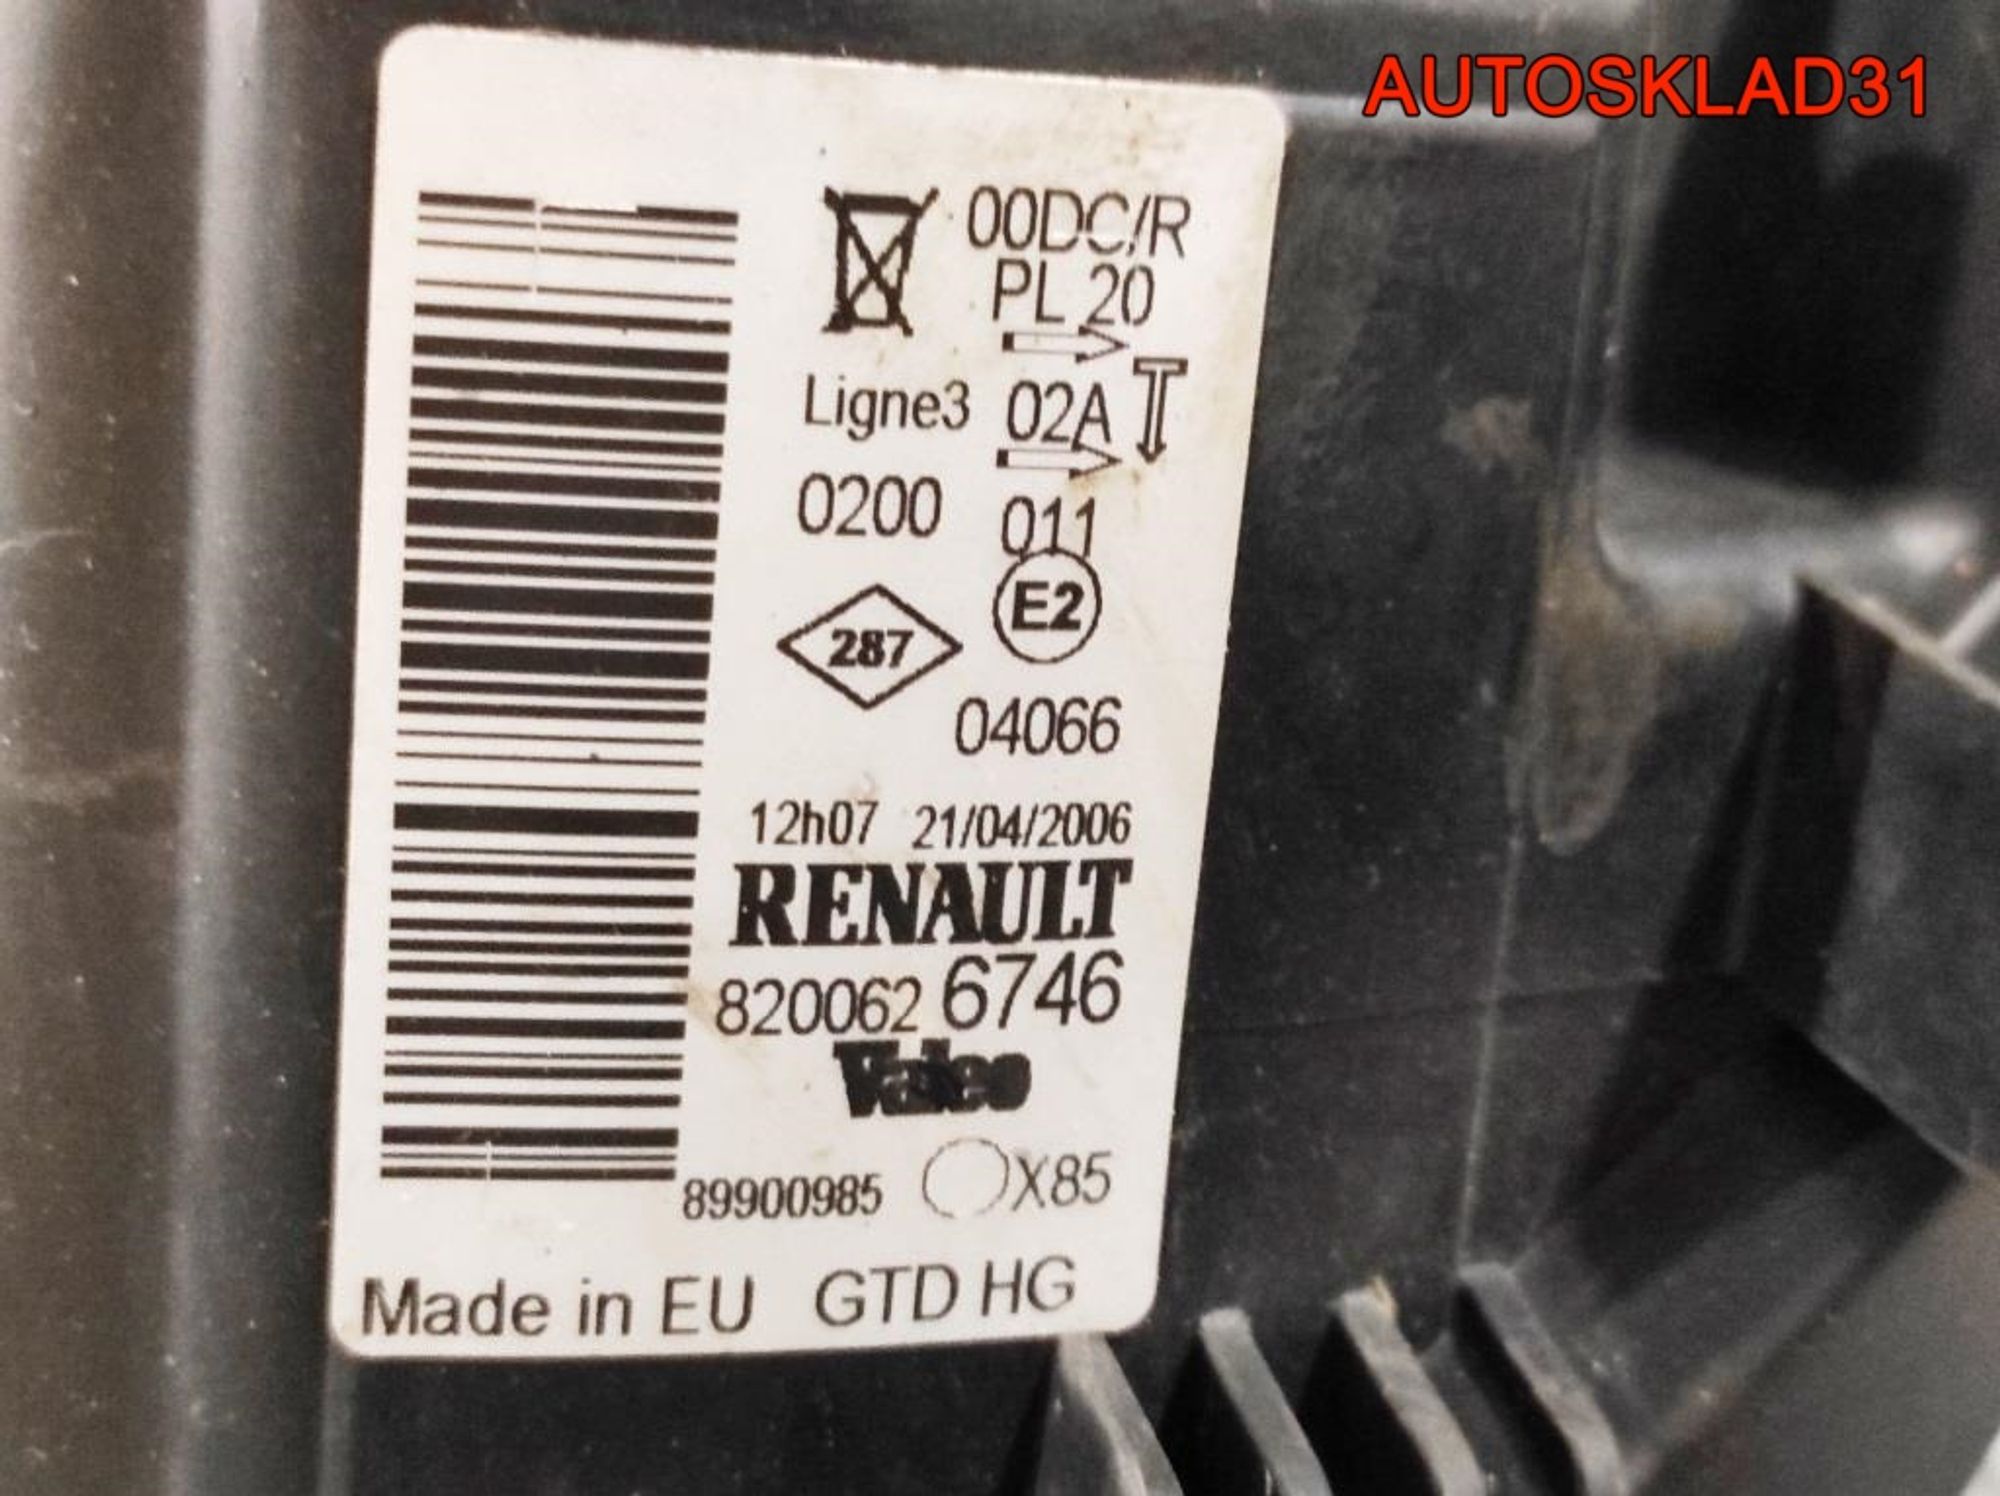 AUTOSKLAD31
00DC/R
PL 20
Ligne3 02A
0200 011
E2
287
04066
12h07 21/04/2006
RENAULT
820062 6746
Valeo
89900985 X85
Made in EU GTD HG